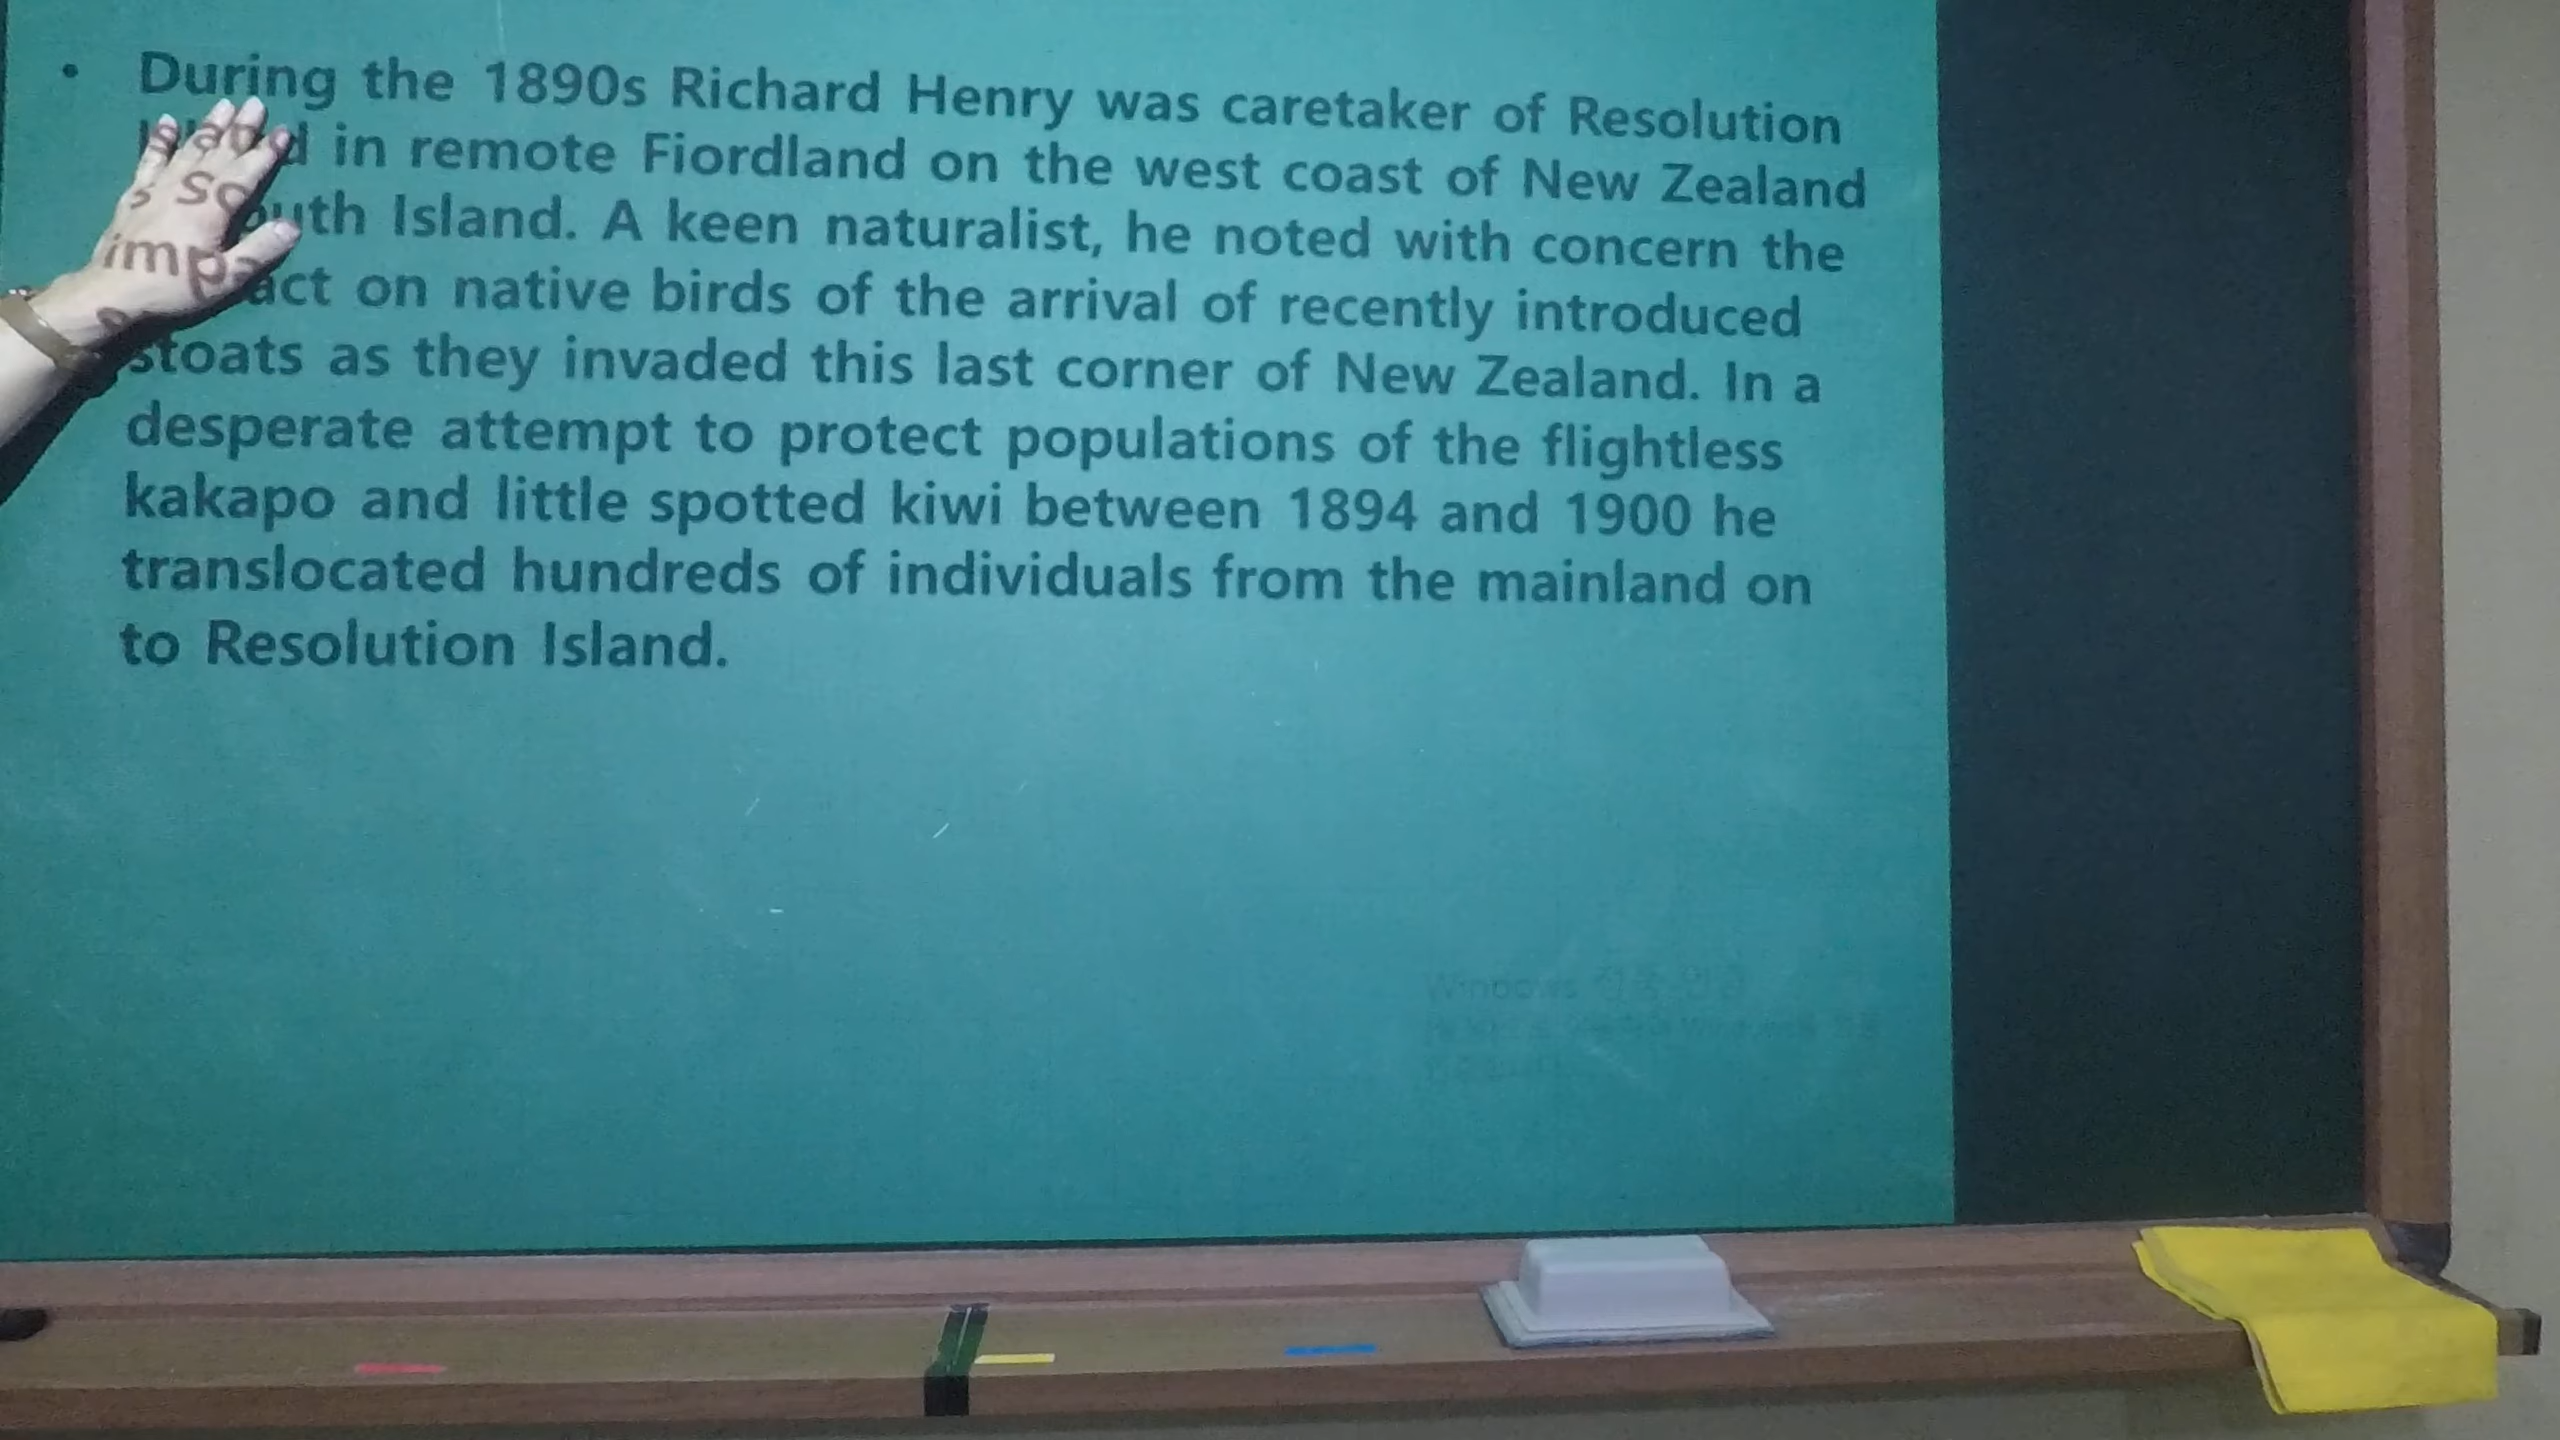 • During the 1890s Richard Henry was caretaker of Resolution
Island in remote Fiordland on the west coast of New Zealand
s South Island. A keen naturalist, he noted with concern the
impact on native birds of the arrival of recently introduced
stoats as they invaded this last corner of New Zealand. In a
desperate attempt to protect populations of the flightless
kakapo and little spotted kiwi between 1894 and 1900 he
translocated hundreds of individuals from the mainland on
to Resolution Island.
Windows